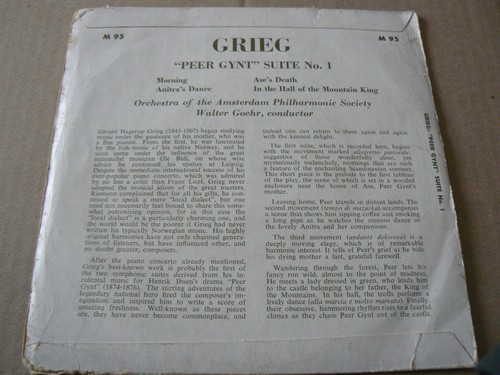 M 95
M 95
GRIEG
"PEER GYNT" SUITE No. 1
Morning
Ase's Death
Anitra's Dance
In the Hall of the Mountain King
Orchestra of the Amsterdam Philharmonic Society
Walter Goehr, conductor
Edvard Hagerup Grieg (1843-1907) began studying
music under the guidance of his mother, who was
a fine pianist. From the first, he was fascinated
by the folk-music of his native Norway, and he
soon came under the influence of the great
nationalist musician Ole Bull, on whose wise
advice he continued his studies at Leipzig.
Despite the immediate international success of his
ever-popular piano concerto, which was admired
by no less a critic than Franz Liszt, Grieg never
adopted the musical idiom of the great masters.
Riemann complained that for all his gifts, he con-
tinued to speak a mere "local dialect", but one
need not necessarily feel bound to share this some-
what patronising opinion; for in this case the
"local dialect" is a particularly charming one, and
the world would be the poorer if Grieg had never
written his typically Norwegian music. His highly
original harmonies have not only charmed genera-
tions of listeners, but have influenced other, and
no doubt greater, composers.
After the piano concerto already mentioned,
Grieg's best-known work is probably the first of
the two symphonic suites derived from his in-
cidental music for Henrik Ibsen's drama "Peer
Gynt" (1874-1876). The stirring adventures of the
legendary national hero fired the composer's im-
agination and inspired him to write a score of
amazing freshness. Well-known as these pieces
are, they have never become commonplace, and
indeed one can return to them again and again
with the keenest delight.
The first suite, which is recorded here, begins
with the movement marked allegretto pastorale,
suggestive of those wonderfully clear, yet
mysteriously melancholy, mornings that are such
a feature of the enchanting Scandinavian summer.
This short piece is the prelude to the first tableau
of the play, the scene of which is set in a wooded
enclosure near the home of Ase, Peer Gynt's
mother.
Leaving home, Peer travels in distant lands. The
second movement (tempo di mazurka) accompanies
a scene that shows him sipping coffee and smoking
a long pipe as he watches the sinuous dance of
the lovely Anitra and her companions.
The third movement (andante doloroso) is a
deeply moving elegy, which is of remarkable
harmonic interest. It tells of Peer's grief as he bids
his dying mother a last, grateful farewell.
Wandering through the forest, Peer lets his
fancy run wild, almost to the point of madness.
He meets a lady dressed in green, who leads him
to the castle belonging to her father, the King of
the Mountains. In his hall, the trolls perform a
lively dance (alla marcia e molto marcato). Finally,
their obsessive, hammering rhythm rises to a fearful
climax as they chase Peer Gynt out of the castle.
GRIEG: "PEER GYNT" SUITE No. 1